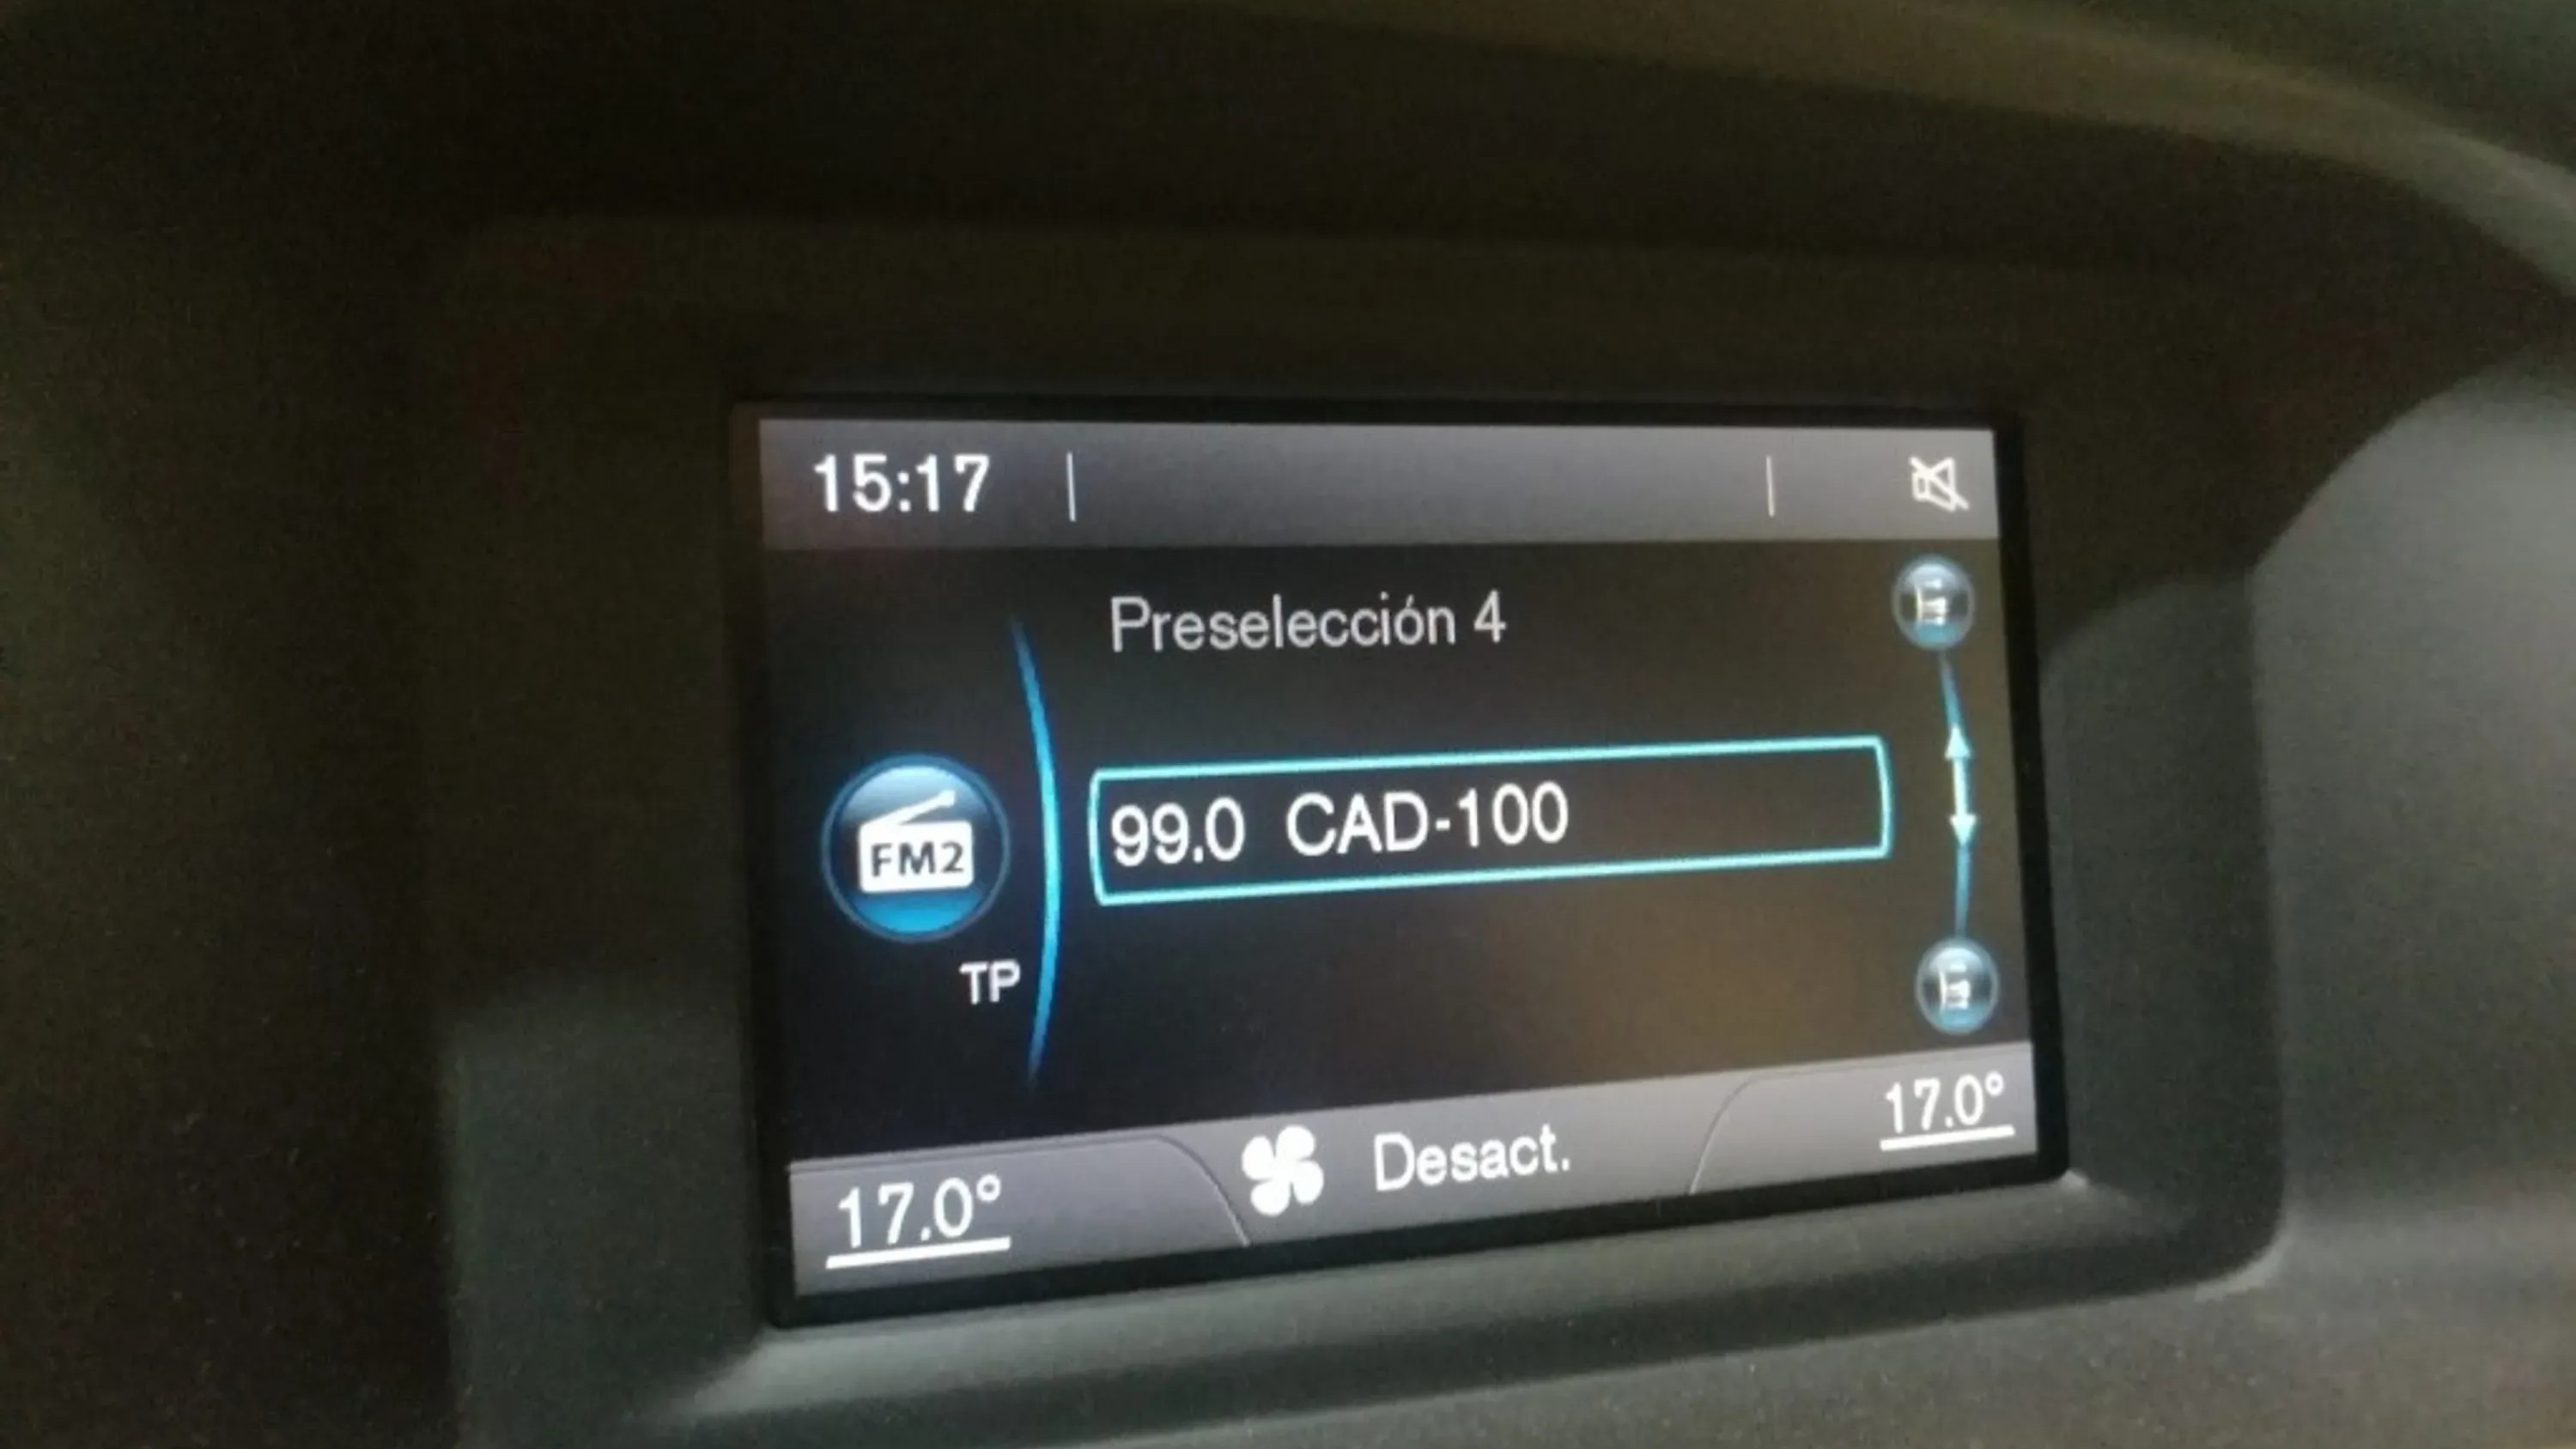 15:17
Preselección 4
FM2
99.0 CAD-100
TP
17.0°
Desact.
17.0°